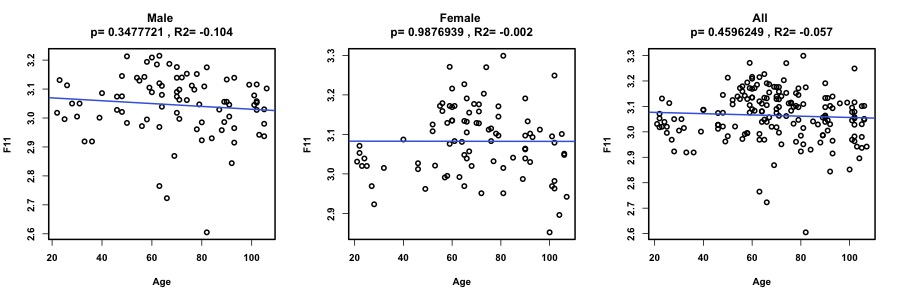 Male
p= 0.3477721 , R2= -0.104
F11
3.2
3.1
3.0
2.9
2.8
2.7
2.6
20 40 60 80 100
Age
Female
p= 0.9876939 , R2= -0.002
F11
3.3
3.2
3.1
3.0
2.9
20 40 60 80 100
Age
All
p= 0.4596249 , R2= -0.057
F11
3.3
3.2
3.1
3.0
2.9
2.8
2.7
2.6
20 40 60 80 100
Age